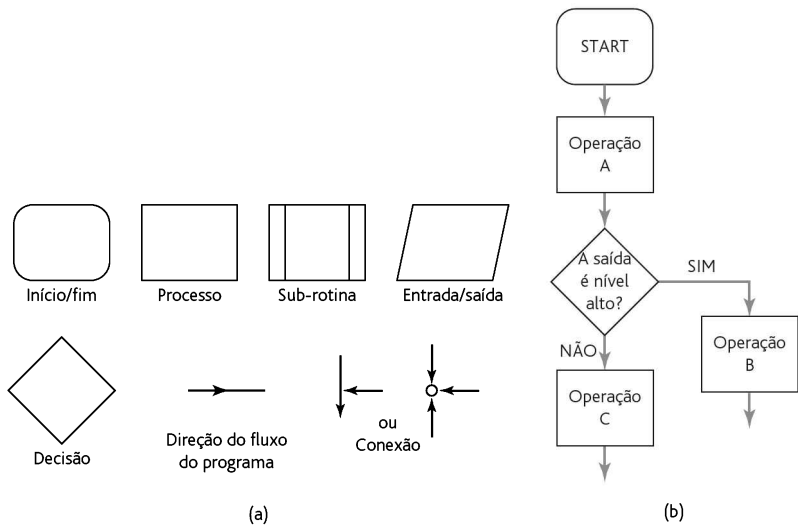 Início/fim
Processo
Sub-rotina
Entrada/saída
Decisão
Direção do fluxo
do programa
ou
Conexão
(a)
START
Operação
A
A saída
é nível
alto?
SIM
NÃO
Operação
B
Operação
C
(b)